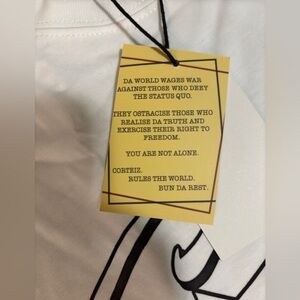 DA WORLD WAGES WAR
AGAINST THOSE WHO DEFY
THE STATUS QUO.
THEY OSTRACISE THOSE WHO
REALISE DA TRUTH AND
EXERCISE THEIR RIGHT TO
FREEDOM.
YOU ARE NOT ALONE.
CORTEIZ.
RULES THE WORLD.
BUN DA REST.